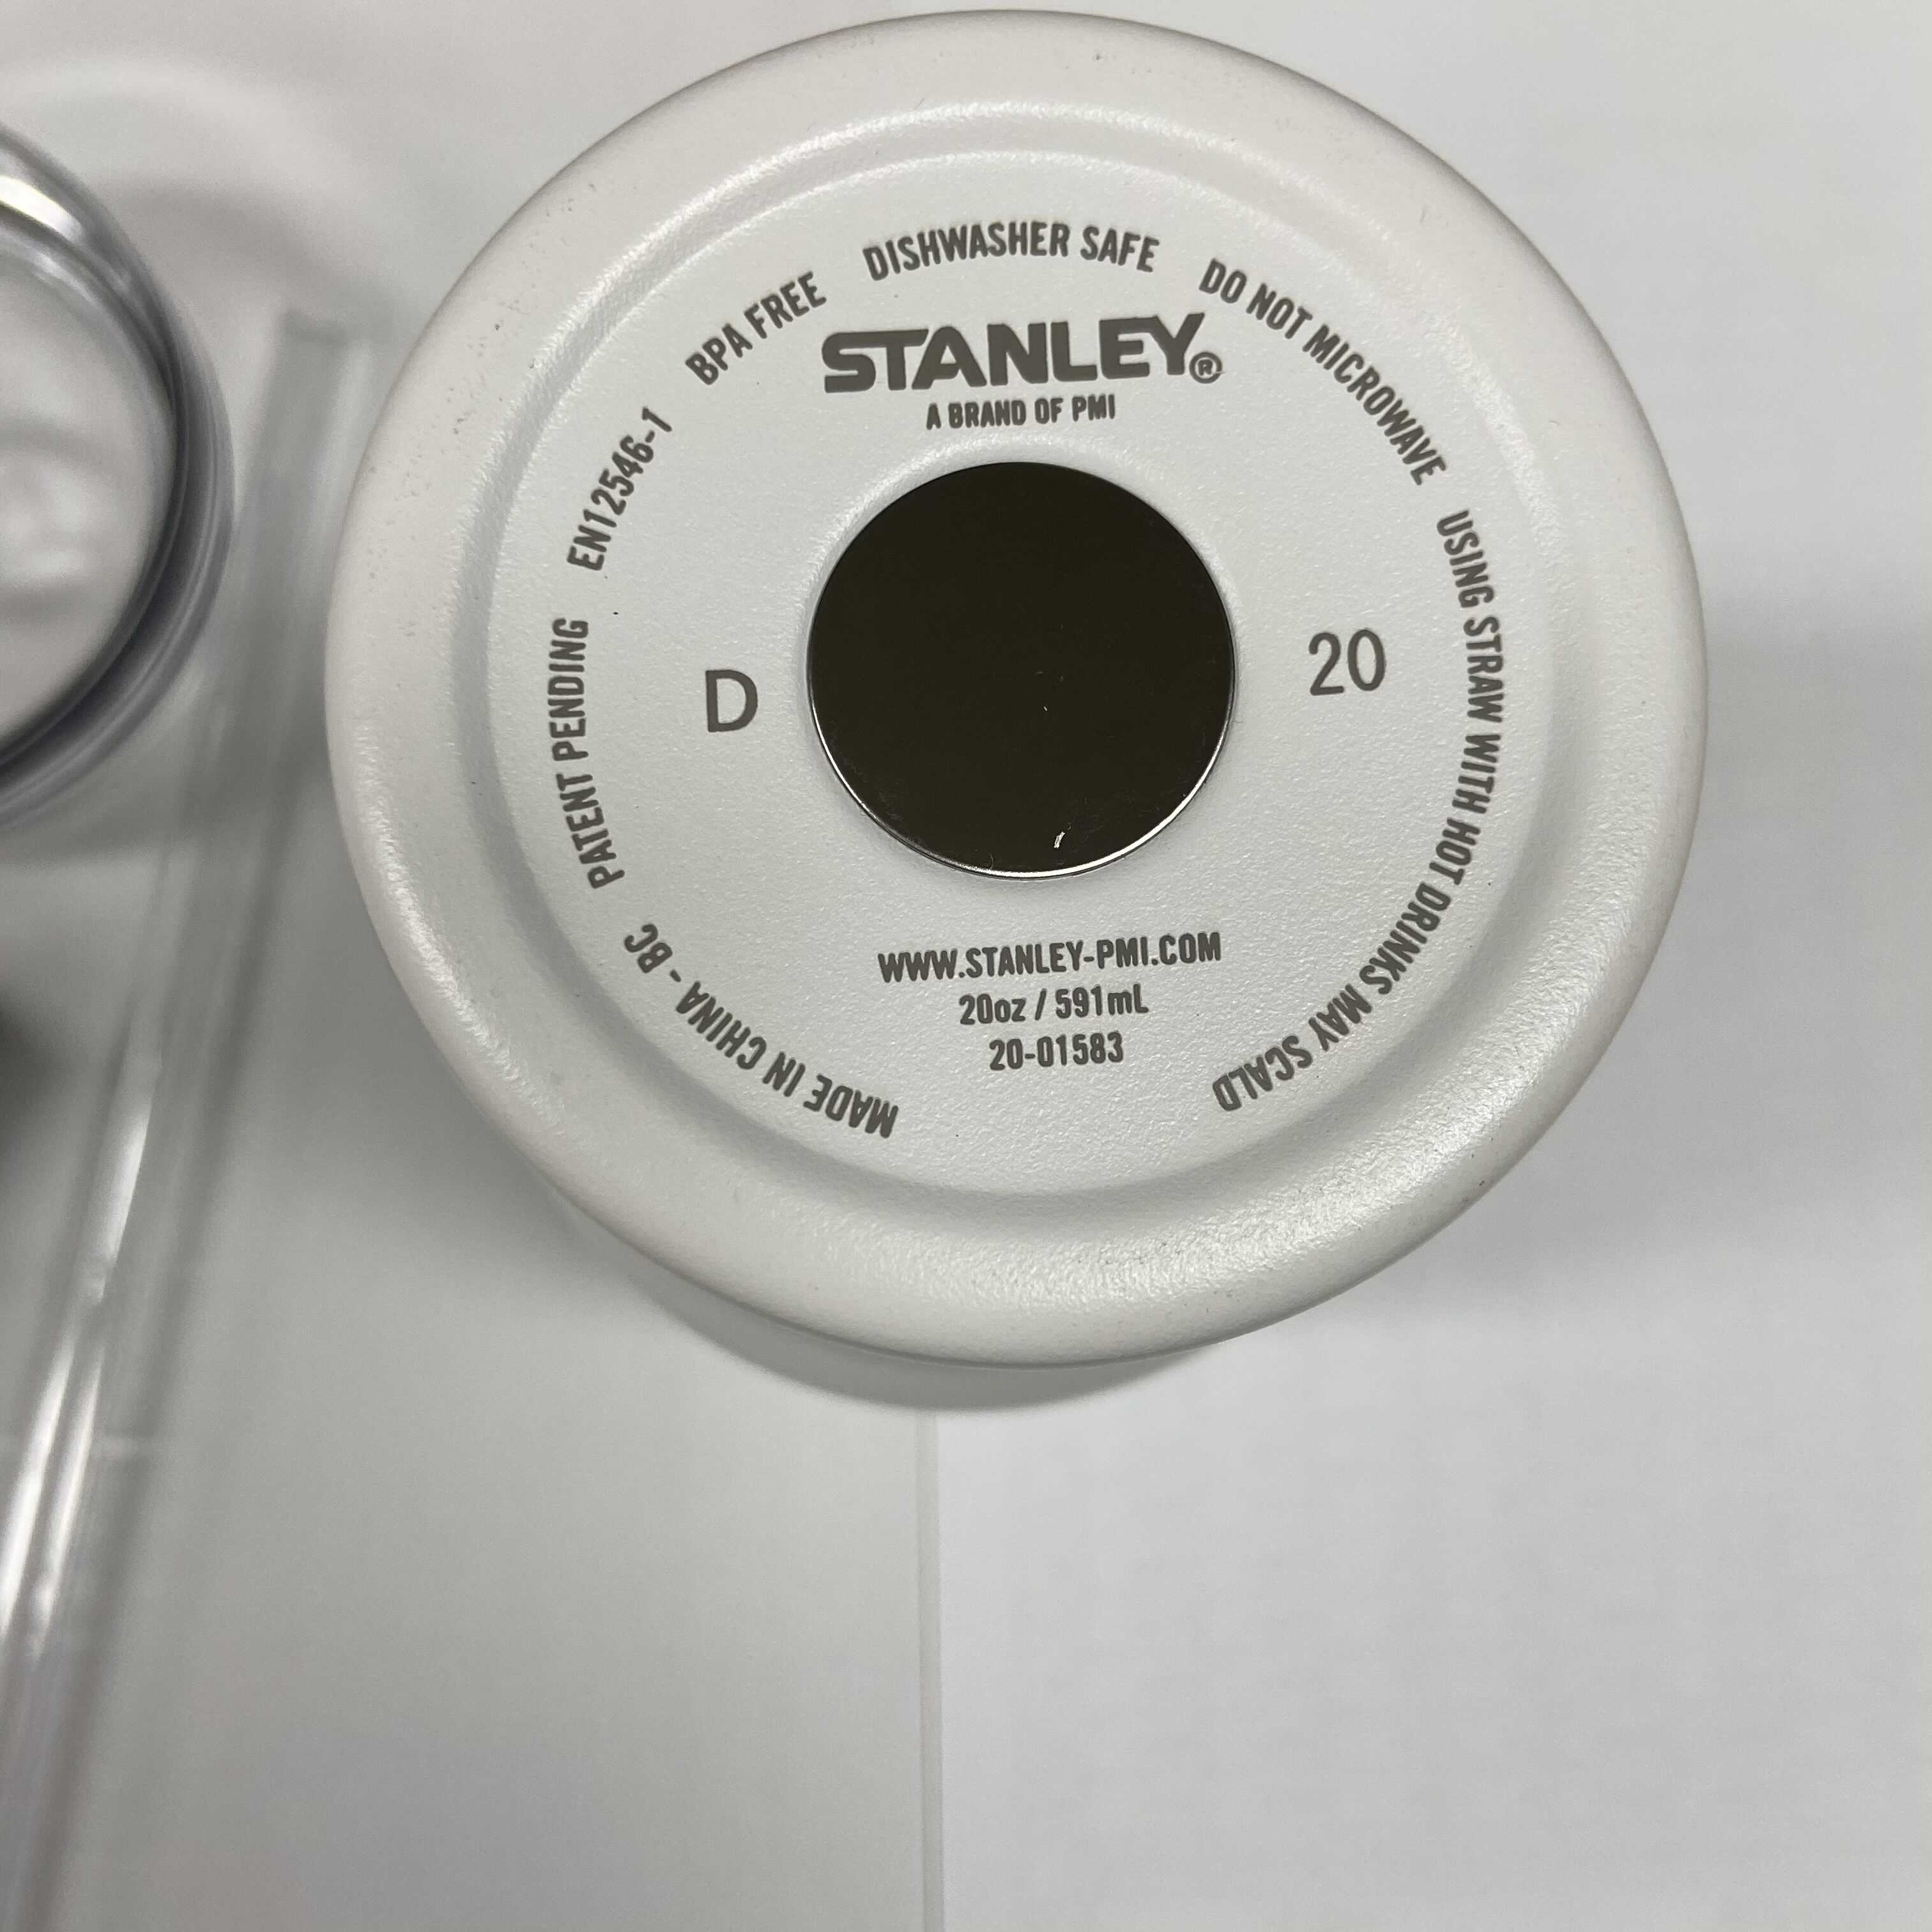 MADE IN CHINA - BC PATENT PENDING EN12546-1 BPA FREE DISHWASHER SAFE DO NOT MICROWAVE USING STRAW WITH HOT DRINKS MAY SCALD
STANLEY®
A BRAND OF PMI
D 20
WWW.STANLEY-PMI.COM
20oz / 591mL
20-01583